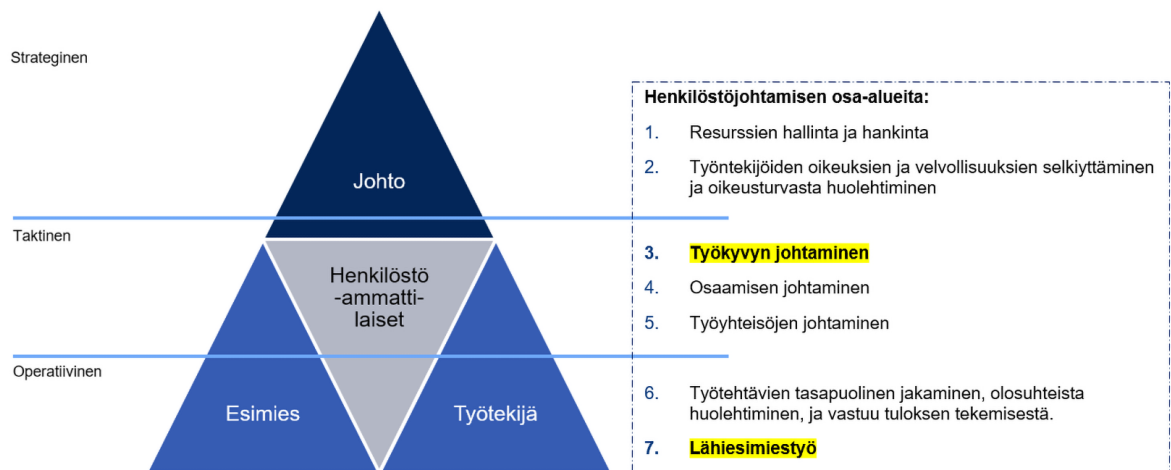 Strateginen
Johto
Taktinen
Henkilöstö
-ammatti-
laiset
Operatiivinen
Esimies
Työtekijä
Henkilöstöjohtamisen osa-alueita:
1. Resurssien hallinta ja hankinta
2. Työntekijöiden oikeuksien ja velvollisuuksien selkiyttäminen
ja oikeusturvasta huolehtiminen
3. Työkyvyn johtaminen
4. Osaamisen johtaminen
5. Työyhteisöjen johtaminen
6. Työtehtävien tasapuolinen jakaminen, olosuhteista
huolehtiminen, ja vastuu tuloksen tekemisestä.
7. Lähiesimiestyö